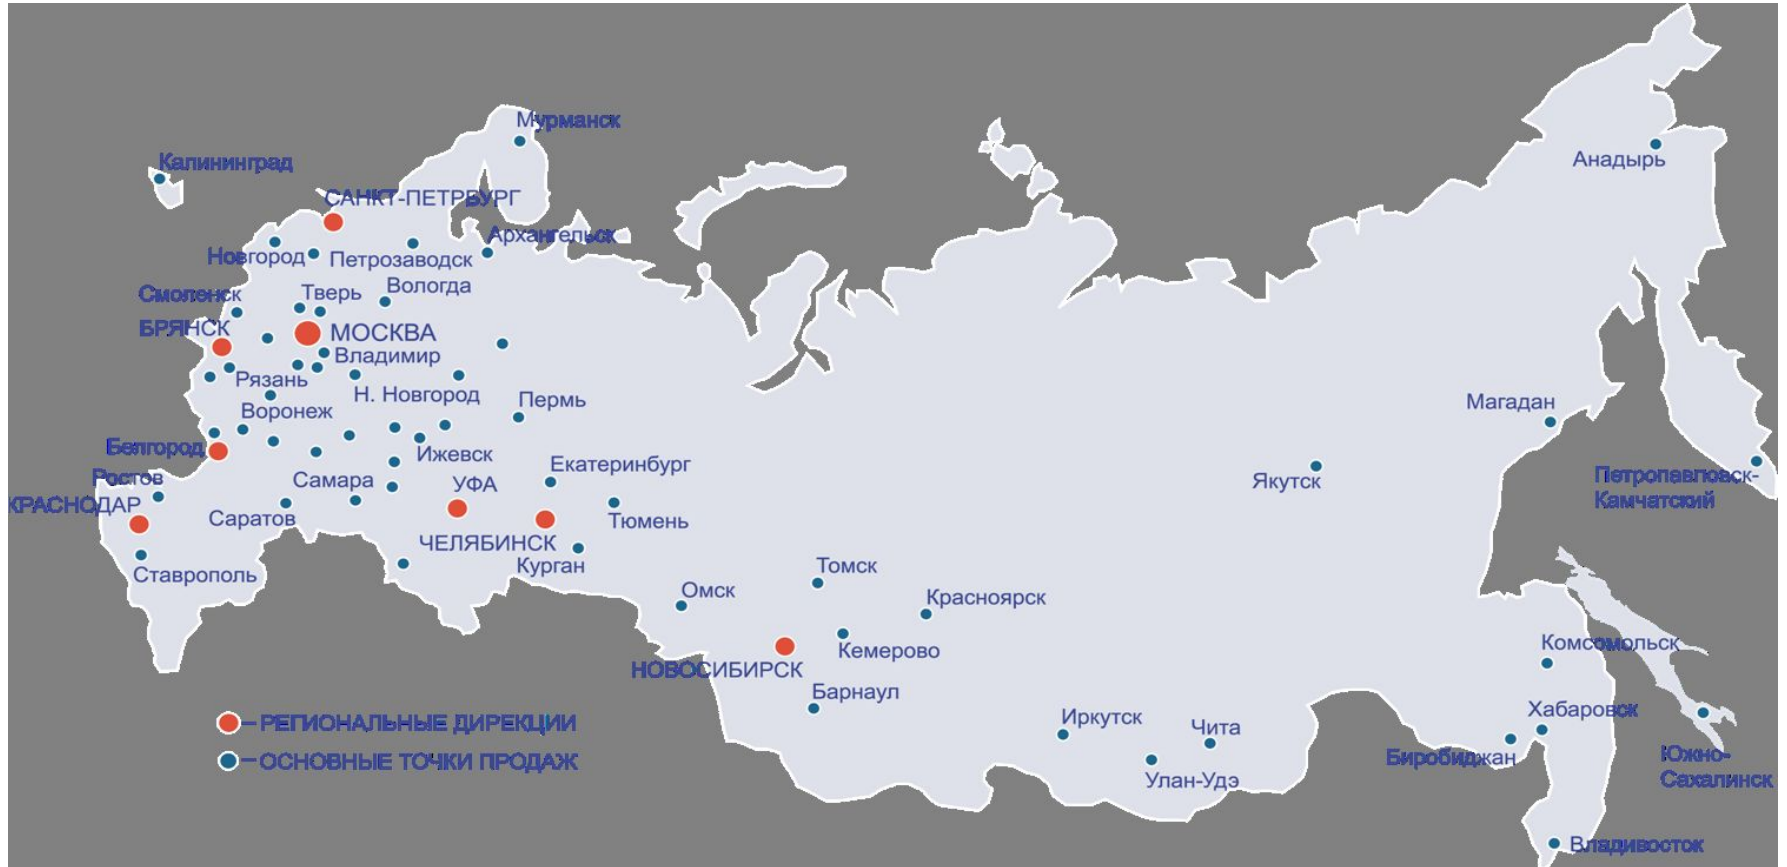 Мурманск
Анадырь
Калининград
САНКТ-ПЕТРБУРГ
Архангельск
Новгород
Петрозаводск
Вологда
Смоленск
Тверь
БРЯНСК
МОСКВА
Владимир
Рязань
Н. Новгород
Пермь
Магадан
Воронеж
Белгород
Ижевск
Екатеринбург
Ростов
Самара
УФА
Якутск
Петропавловск-
Камчатский
КРАСНОДАР
Саратов
Тюмень
ЧЕЛЯБИНСК
Курган
Ставрополь
Томск
Омск
Красноярск
Кемерово
Комсомольск
НОВОСИБИРСК
Барнаул
Иркутск
Чита
Хабаровск
Биробиджан
Южно-
Сахалинск
Улан-Удэ
Владивосток
– РЕГИОНАЛЬНЫЕ ДИРЕКЦИИ
– ОСНОВНЫЕ ТОЧКИ ПРОДАЖ